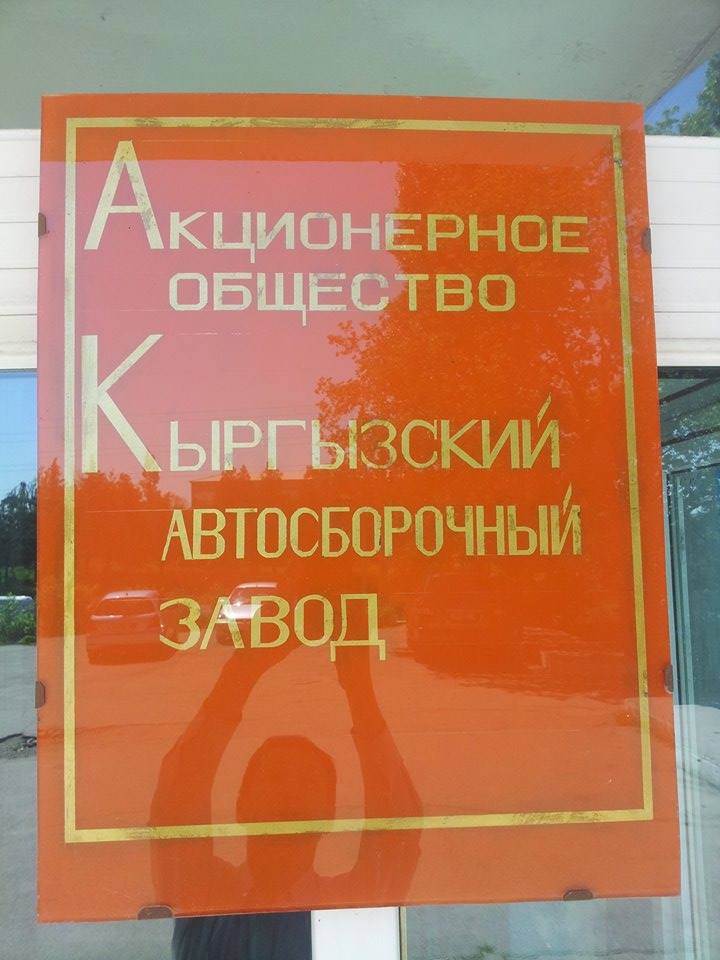 Акционерное
общество
Кыргызский
автосборочный
завод